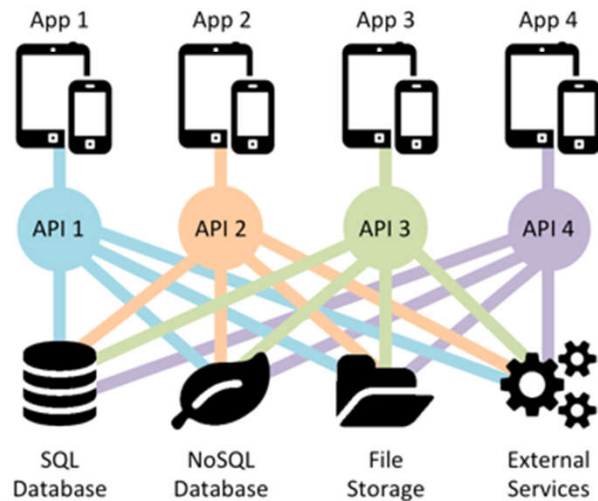 App 1 App 2 App 3 App 4
API 1 API 2 API 3 API 4
SQL Database
NoSQL Database
File Storage
External Services